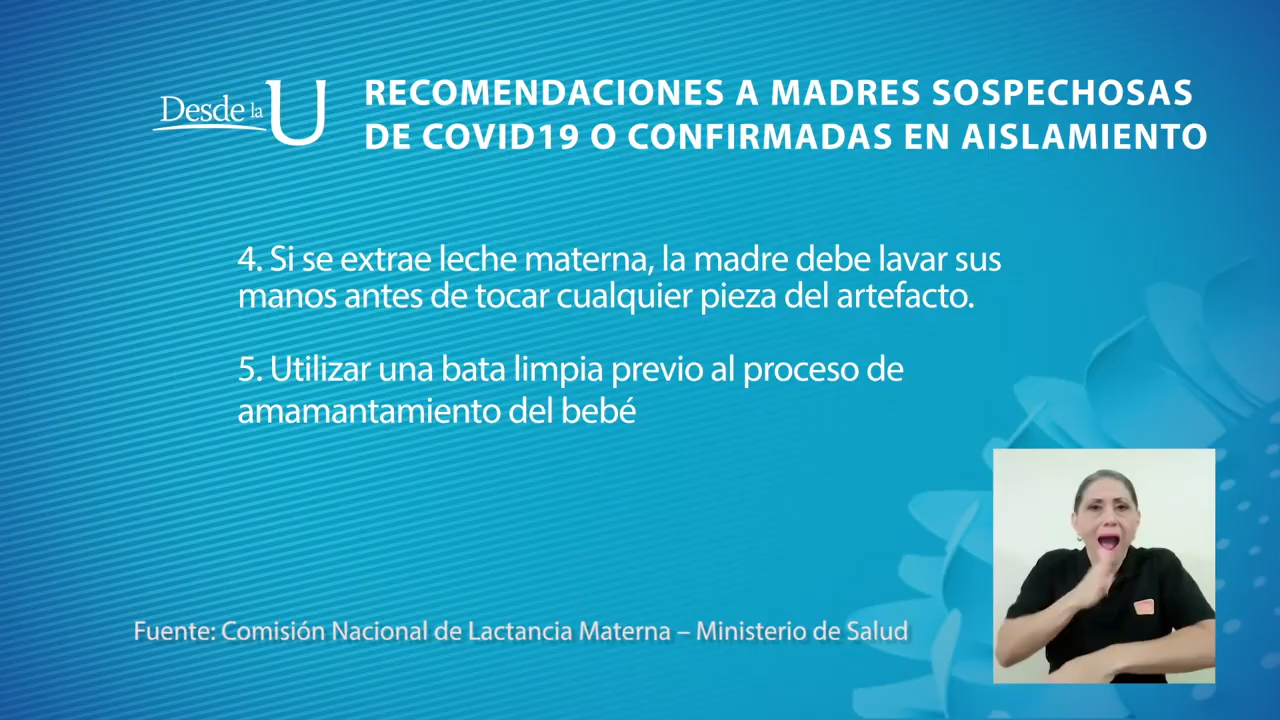 Desde la U
RECOMENDACIONES A MADRES SOSPECHOSAS
DE COVID19 O CONFIRMADAS EN AISLAMIENTO
4. Si se extrae leche materna, la madre debe lavar sus
manos antes de tocar cualquier pieza del artefacto.
5. Utilizar una bata limpia previo al proceso de
amamantamiento del bebé
Fuente: Comisión Nacional de Lactancia Materna – Ministerio de Salud